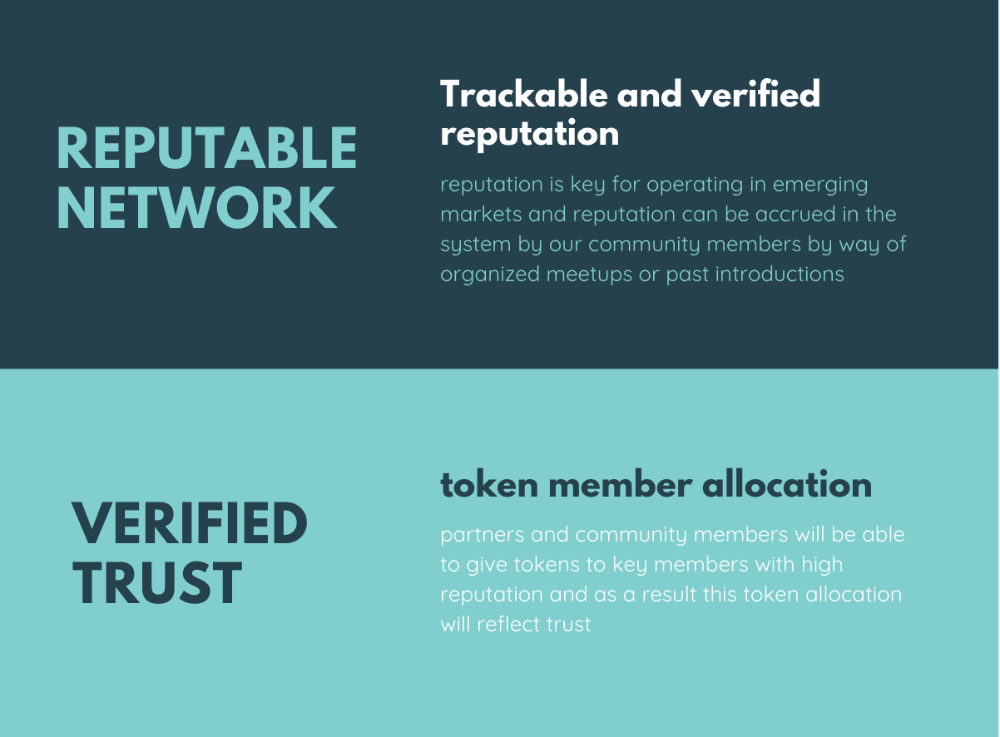 REPUTABLE
NETWORK
Trackable and verified
reputation
reputation is key for operating in emerging
markets and reputation can be accrued in the
system by our community members by way of
organized meetups or past introductions
VERIFIED
TRUST
token member allocation
partners and community members will be able
to give tokens to key members with high
reputation and as a result this token allocation
will reflect trust